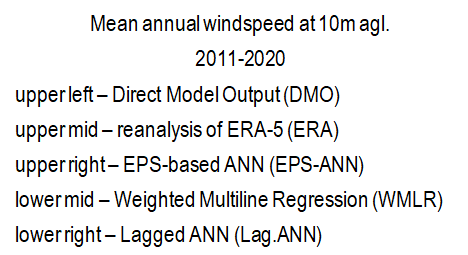 Mean annual windspeed at 10m agl.
2011-2020
upper left – Direct Model Output (DMO)
upper mid – reanalysis of ERA-5 (ERA)
upper right – EPS-based ANN (EPS-ANN)
lower mid – Weighted Multiline Regression (WMLR)
lower right – Lagged ANN (Lag.ANN)